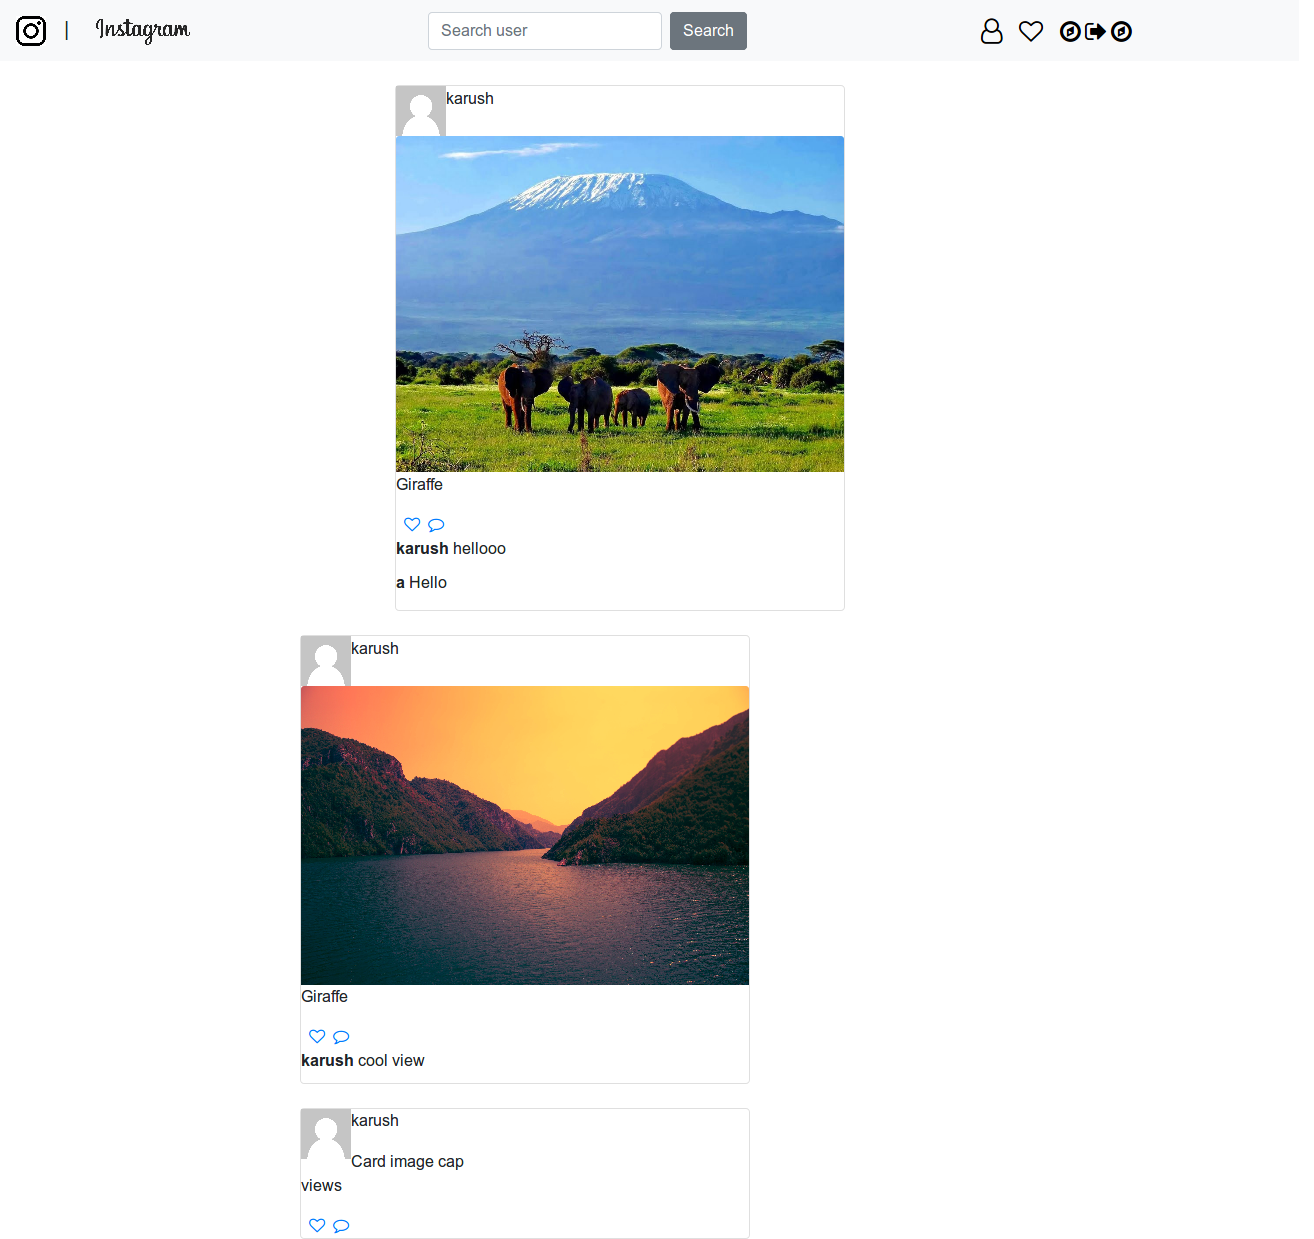 | Instagram
Search user
Search
karush
Giraffe
karush hellooo
a Hello
karush
Giraffe
karush cool view
karush
Card image cap
views